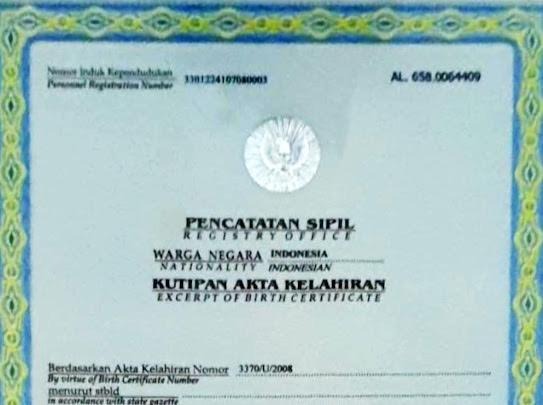 Nomor Induk Kependudukan 3301224107080003 AL. 658.0064409
Personnel Registration Number
PENCATATAN SIPIL
REGISTRY OFFICE
WARGA NEGARA INDONESIA
NATIONALITY INDONESIAN
KUTIPAN AKTA KELAHIRAN
EXCERPT OF BIRTH CERTIFICATE
Berdasarkan Akta Kelahiran Nomor 3370/U/2008
By virtue of Birth Certificate Number
menurut stbld
in accordance with state gazette